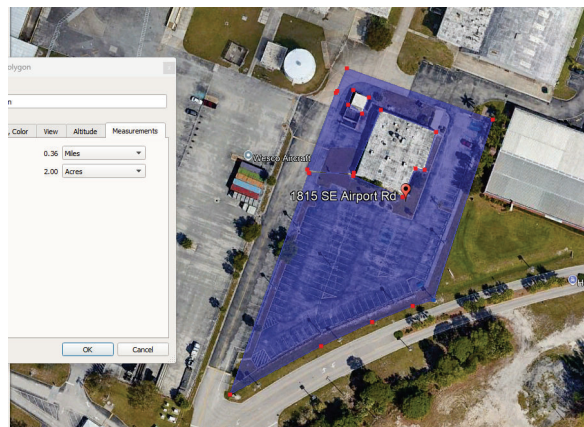 olygon
n
, Color
View
Altitude
Measurements
0.36 Miles
2.00 Acres
OK
Cancel
Wesco Aircraft
1815 SE Airport Rd
H